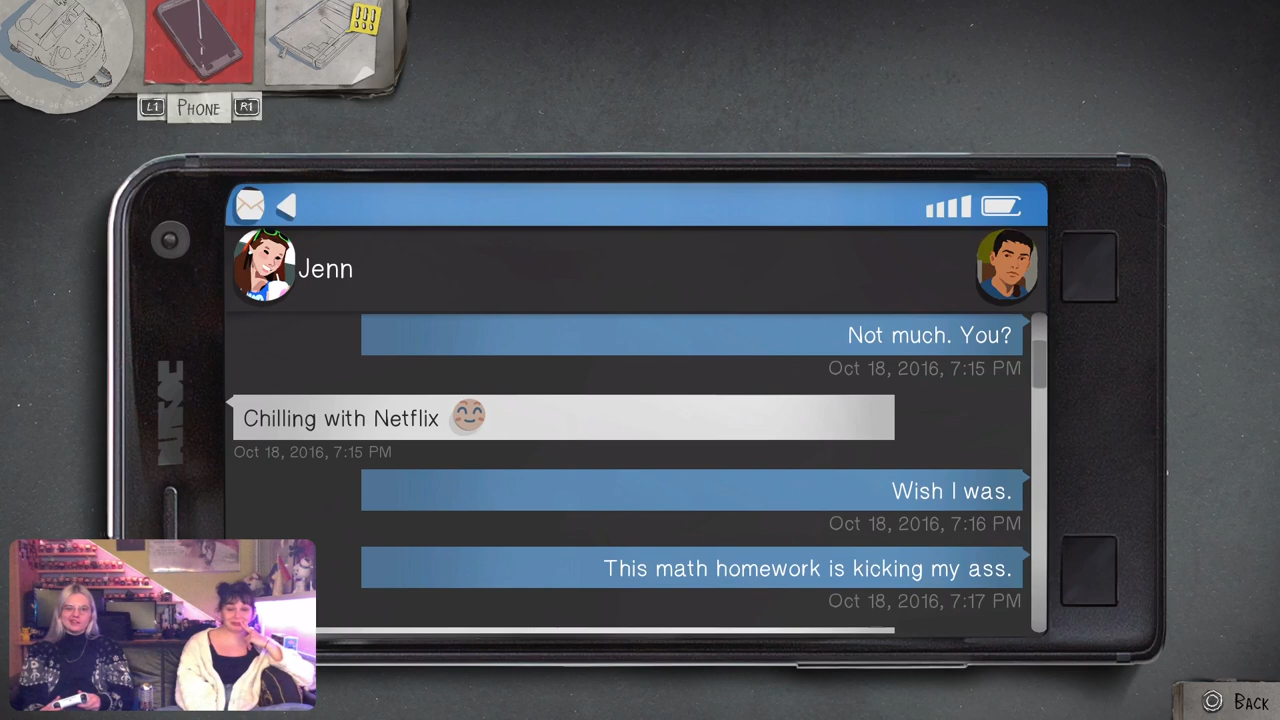 L1 PHONE R1
Jenn
Not much. You?
Oct 18, 2016, 7:15 PM
Chilling with Netflix
Oct 18, 2016, 7:15 PM
Wish I was.
Oct 18, 2016, 7:16 PM
This math homework is kicking my ass.
Oct 18, 2016, 7:17 PM
BACK